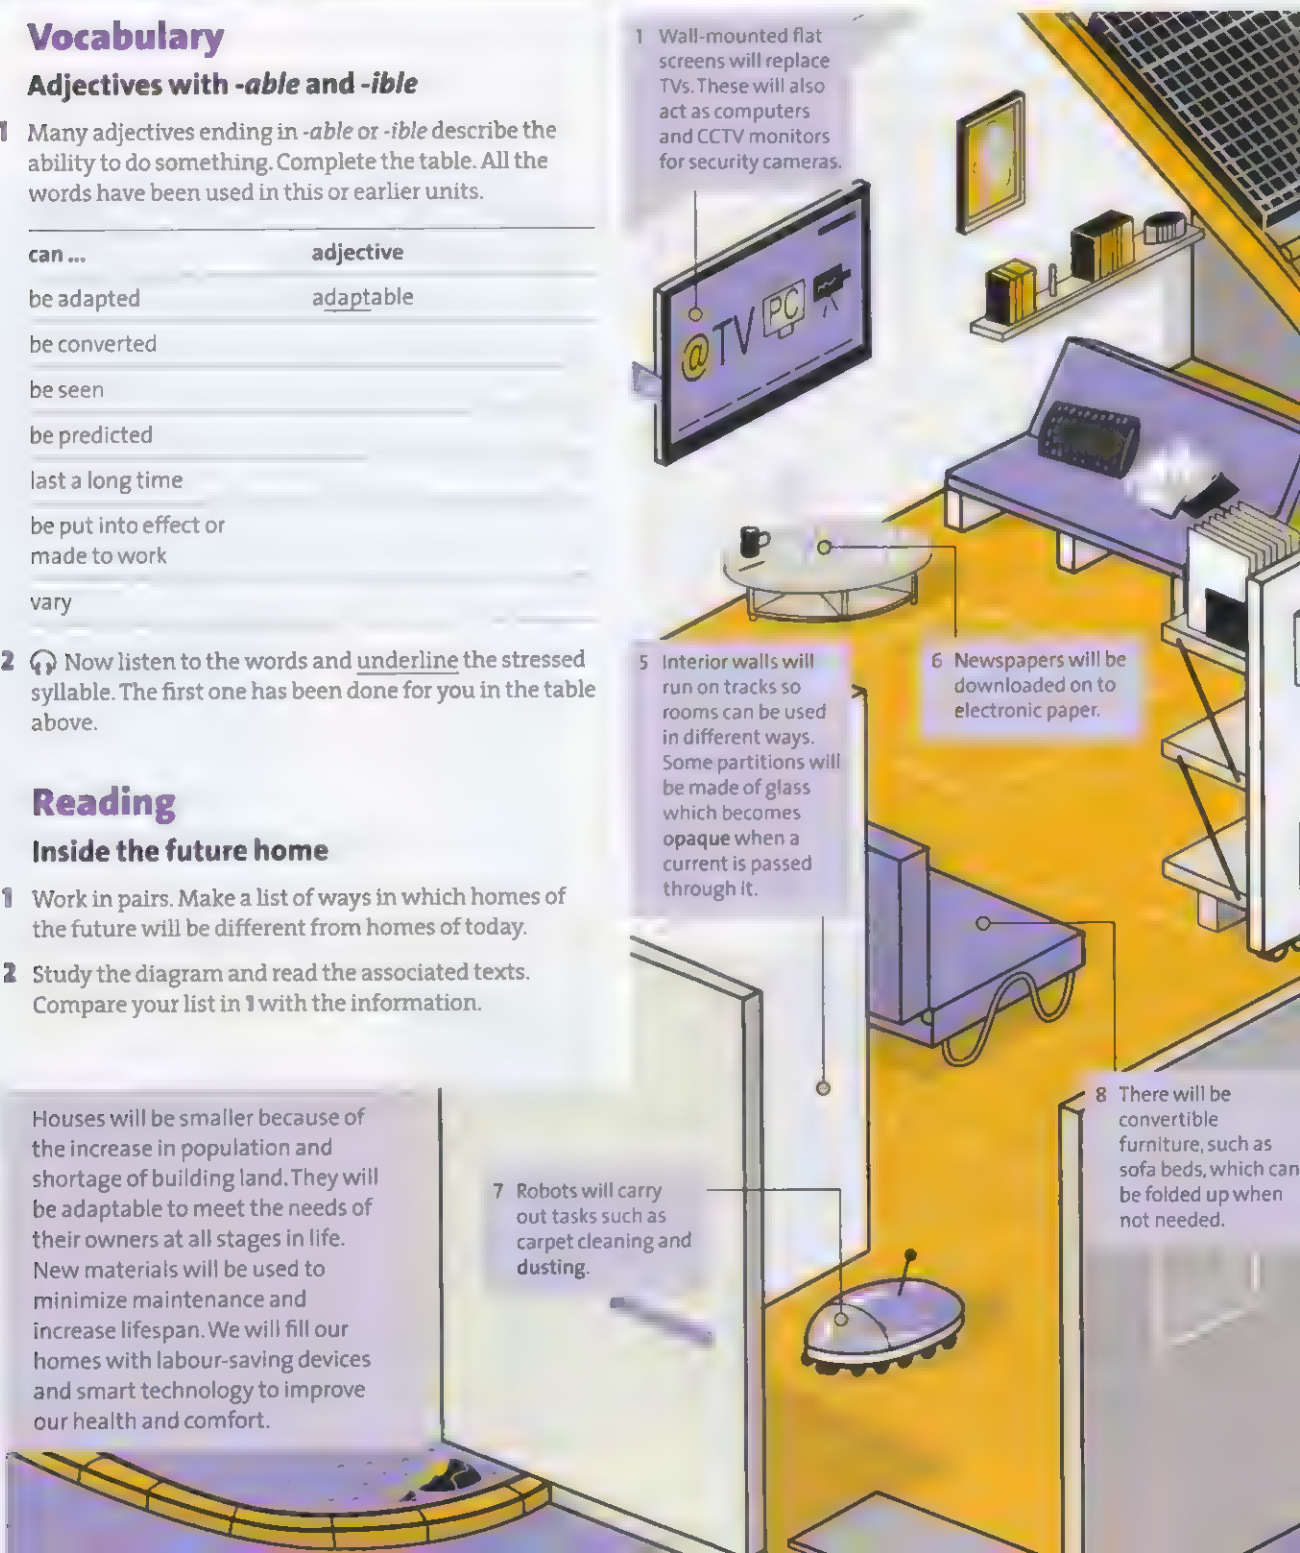 Vocabulary
Adjectives with -able and -ible
1 Many adjectives ending in -able or -ible describe the
ability to do something. Complete the table. All the
words have been used in this or earlier units.
can ... adjective
be adapted adaptable
be converted
be seen
be predicted
last a long time
be put into effect or
made to work
vary
2 Now listen to the words and underline the stressed
syllable. The first one has been done for you in the table
above.
Reading
Inside the future home
1 Work in pairs. Make a list of ways in which homes of
the future will be different from homes of today.
2 Study the diagram and read the associated texts.
Compare your list in 1 with the information.
Houses will be smaller because of
the increase in population and
shortage of building land. They will
be adaptable to meet the needs of
their owners at all stages in life.
New materials will be used to
minimize maintenance and
increase lifespan. We will fill our
homes with labour-saving devices
and smart technology to improve
our health and comfort.
1 Wall-mounted flat
screens will replace
TVs. These will also
act as computers
and CCTV monitors
for security cameras.
@ TV PC
5 Interior walls will
run on tracks so
rooms can be used
in different ways.
Some partitions will
be made of glass
which becomes
opaque when a
current is passed
through it.
6 Newspapers will be
downloaded on to
electronic paper.
7 Robots will carry
out tasks such as
carpet cleaning and
dusting.
8 There will be
convertible
furniture, such as
sofa beds, which can
be folded up when
not needed.